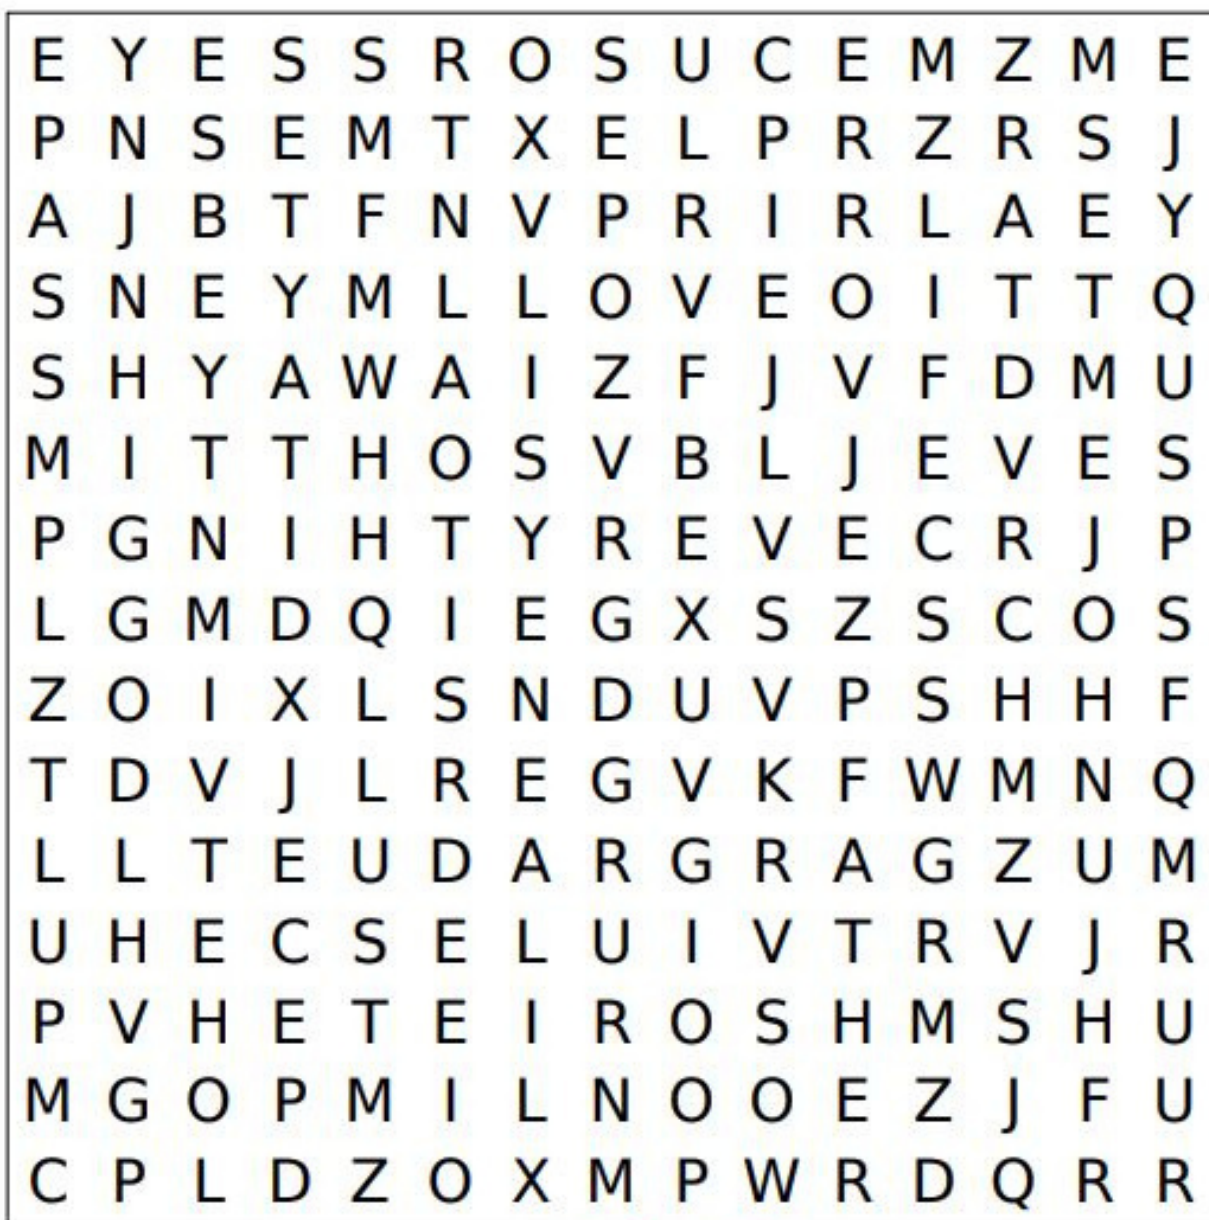 E Y E S S R O S U C E M Z M E
P N S E M T X E L P R Z R S J
A J B T F N V P R I R L A E Y
S N E Y M L L O V E O I T T Q
S H Y A W A I Z F J V F D M U
M I T T H O S V B L J E V E S
P G N I H T Y R E V E C R J P
L G M D Q I E G X S Z S C O S
Z O I X L S N D U V P S H H F
T D V J L R E G V K F W M N Q
L L T E U D A R G R A G Z U M
U H E C S E L U I V T R V J R
P V H E T E I R O S H M S H U
M G O P M I L N O O E Z J F U
C P L D Z O X M P W R D Q R R